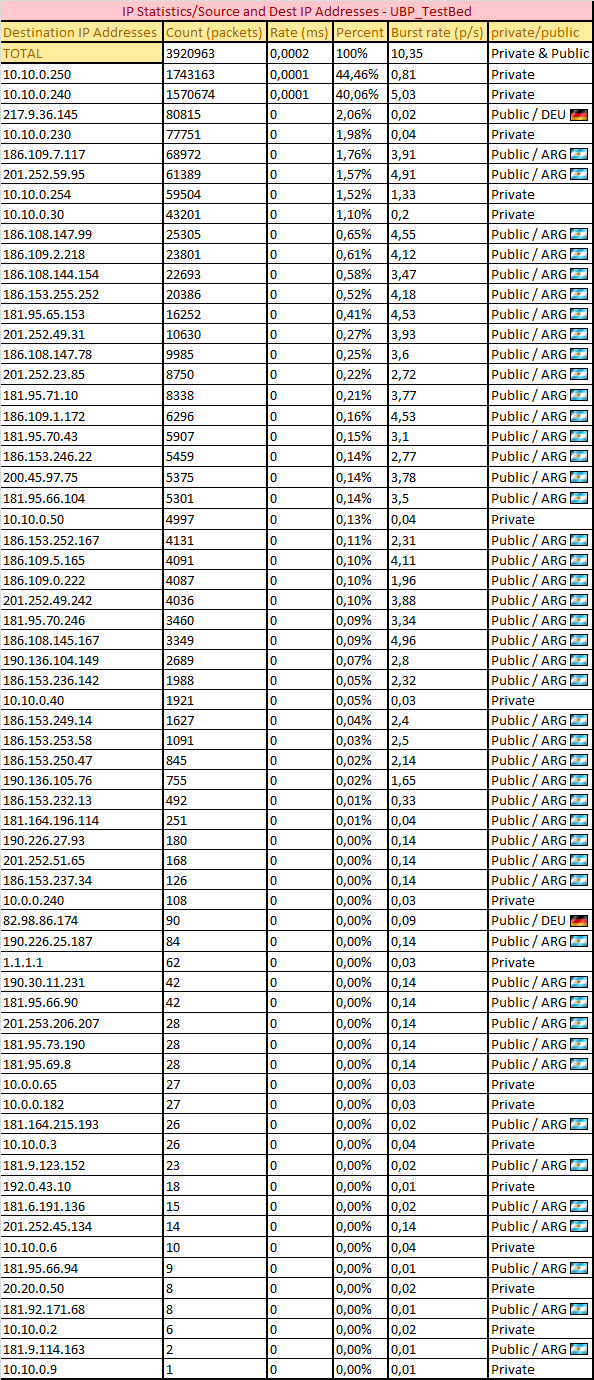 IP Statistics/Source and Dest IP Addresses - UBP_TestBed
Destination IP Addresses Count (packets) Rate (ms) Percent Burst rate (p/s) private/public
TOTAL 3920963 0,0002 100% 10,35 Private & Public
10.10.0.250 1743163 0,0001 44,46% 0,81 Private
10.10.0.240 1570674 0,0001 40,06% 5,03 Private
217.9.36.145 80815 0 2,06% 0,02 Public / DEU
10.10.0.230 77751 0 1,98% 0,04 Private
186.109.7.117 68972 0 1,76% 3,91 Public / ARG
201.252.59.95 61389 0 1,57% 4,91 Public / ARG
10.10.0.254 59504 0 1,52% 1,33 Private
10.10.0.30 43201 0 1,10% 0,2 Private
186.108.147.99 25305 0 0,65% 4,55 Public / ARG
186.109.2.218 23801 0 0,61% 4,12 Public / ARG
186.108.144.154 22693 0 0,58% 3,47 Public / ARG
186.153.255.252 20386 0 0,52% 4,18 Public / ARG
181.95.65.153 16252 0 0,41% 4,53 Public / ARG
201.252.49.31 10630 0 0,27% 3,93 Public / ARG
186.108.147.78 9985 0 0,25% 3,6 Public / ARG
201.252.23.85 8750 0 0,22% 2,72 Public / ARG
181.95.71.10 8338 0 0,21% 3,77 Public / ARG
186.109.1.172 6296 0 0,16% 4,53 Public / ARG
181.95.70.43 5907 0 0,15% 3,1 Public / ARG
186.153.246.22 5459 0 0,14% 2,77 Public / ARG
200.45.97.75 5375 0 0,14% 3,78 Public / ARG
181.95.66.104 5301 0 0,14% 3,5 Public / ARG
10.10.0.50 4997 0 0,13% 0,04 Private
186.153.252.167 4131 0 0,11% 2,31 Public / ARG
186.109.5.165 4091 0 0,10% 4,11 Public / ARG
186.109.0.222 4087 0 0,10% 1,96 Public / ARG
201.252.49.242 4036 0 0,10% 3,88 Public / ARG
181.95.70.246 3460 0 0,09% 3,34 Public / ARG
186.108.145.167 3349 0 0,09% 4,96 Public / ARG
190.136.104.149 2689 0 0,07% 2,8 Public / ARG
186.153.236.142 1988 0 0,05% 2,32 Public / ARG
10.10.0.40 1921 0 0,05% 0,03 Private
186.153.249.14 1627 0 0,04% 2,4 Public / ARG
186.153.253.58 1091 0 0,03% 2,5 Public / ARG
186.153.250.47 845 0 0,02% 2,14 Public / ARG
190.136.105.76 755 0 0,02% 1,65 Public / ARG
186.153.232.13 492 0 0,01% 0,33 Public / ARG
181.164.196.114 251 0 0,01% 0,04 Public / ARG
190.226.27.93 180 0 0,00% 0,14 Public / ARG
201.252.51.65 168 0 0,00% 0,14 Public / ARG
186.153.237.34 126 0 0,00% 0,14 Public / ARG
10.0.0.240 108 0 0,00% 0,03 Private
82.98.86.174 90 0 0,00% 0,09 Public / DEU
190.226.25.187 84 0 0,00% 0,14 Public / ARG
1.1.1.1 62 0 0,00% 0,03 Private
190.30.11.231 42 0 0,00% 0,14 Public / ARG
181.95.66.90 42 0 0,00% 0,14 Public / ARG
201.253.206.207 28 0 0,00% 0,14 Public / ARG
181.95.73.190 28 0 0,00% 0,14 Public / ARG
181.95.69.8 28 0 0,00% 0,14 Public / ARG
10.0.0.65 27 0 0,00% 0,03 Private
10.0.0.182 27 0 0,00% 0,03 Private
181.164.215.193 26 0 0,00% 0,02 Public / ARG
10.10.0.3 26 0 0,00% 0,04 Private
181.9.123.152 23 0 0,00% 0,02 Public / ARG
192.0.43.10 18 0 0,00% 0,01 Private
181.6.191.136 15 0 0,00% 0,02 Public / ARG
201.252.45.134 14 0 0,00% 0,14 Public / ARG
10.10.0.6 10 0 0,00% 0,04 Private
181.95.66.94 9 0 0,00% 0,01 Public / ARG
20.20.0.50 8 0 0,00% 0,02 Private
181.92.171.68 8 0 0,00% 0,01 Public / ARG
10.10.0.2 6 0 0,00% 0,02 Private
181.9.114.163 2 0 0,00% 0,01 Public / ARG
10.10.0.9 1 0 0,00% 0,01 Private